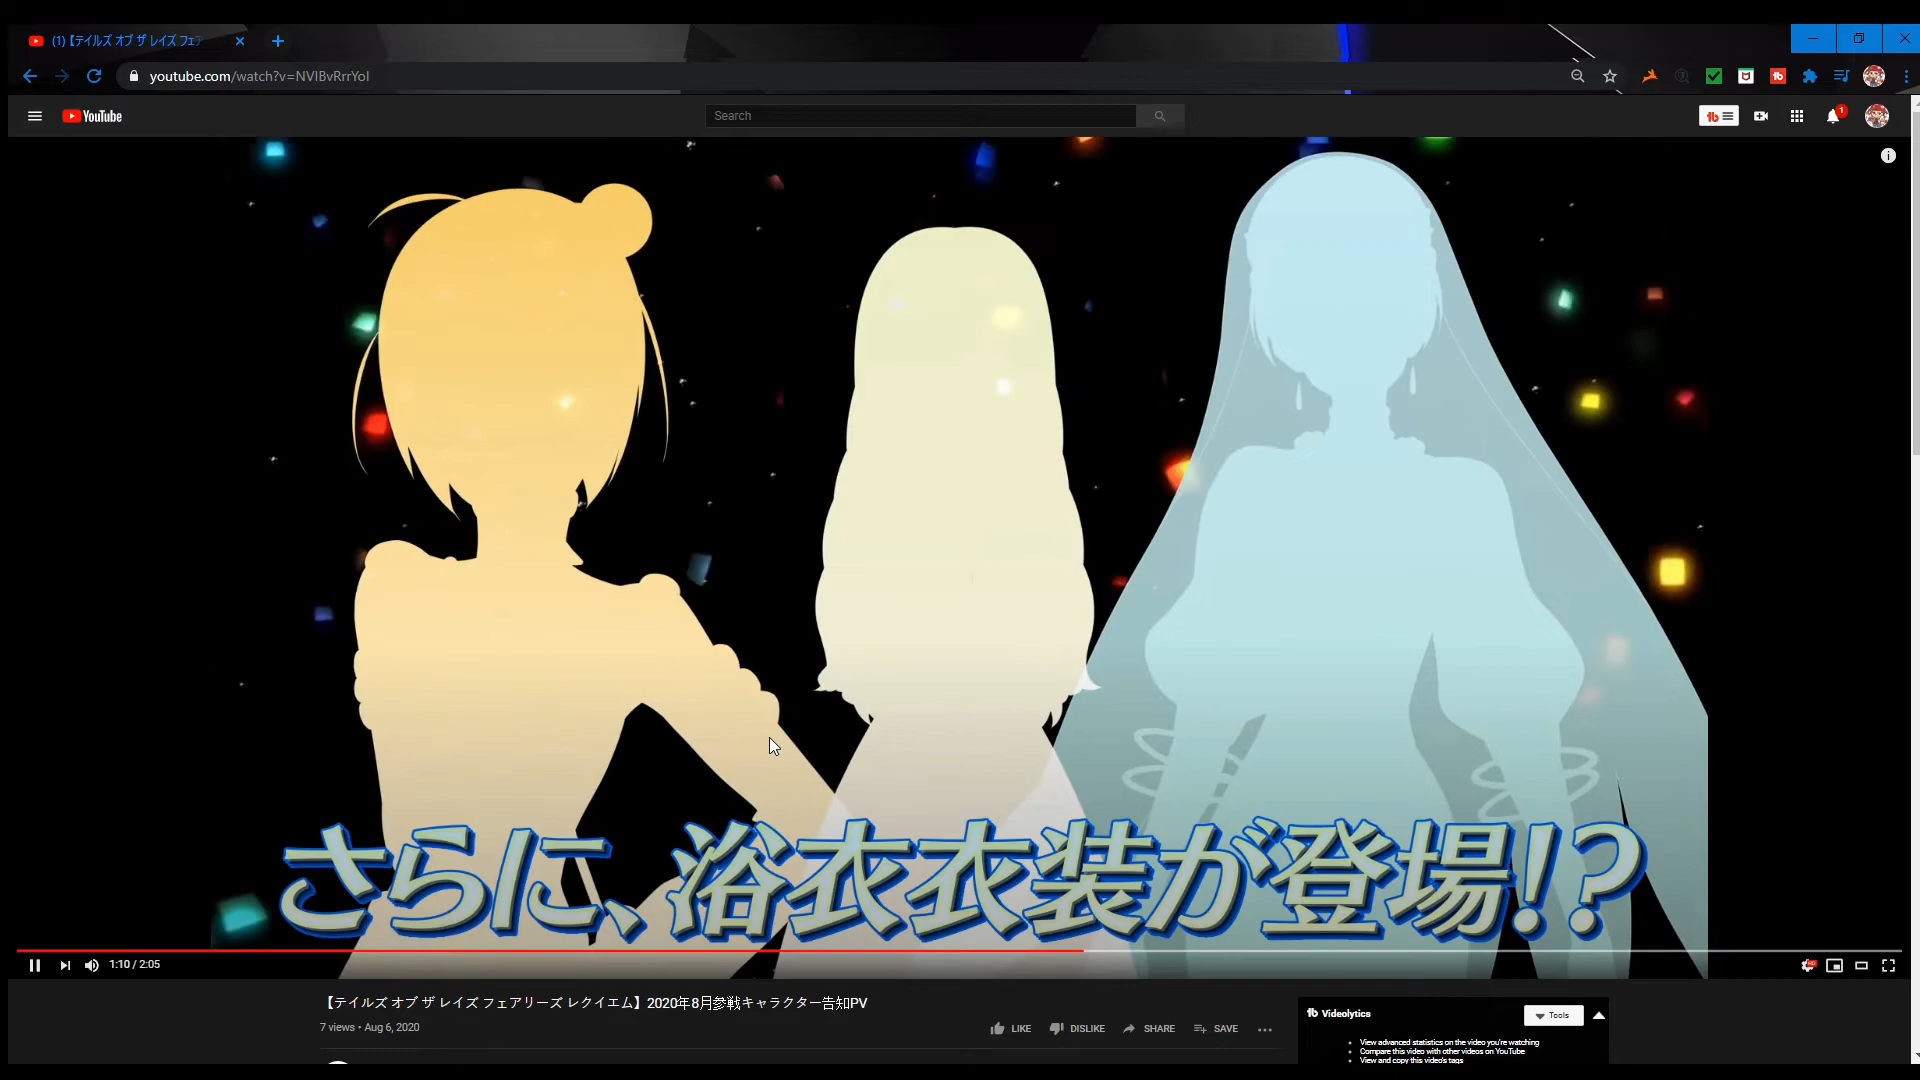 (1)【テイルズ オブ ザ レイズ フェア
youtube.com/watch?v=NVlBvRrrYoI
YouTube
Search
1
さらに、浴衣衣装が登場!?
1:10 / 2:05
HD
【テイルズ オブ ザ レイズ フェアリーズ レクイエム】2020年8月参戦キャラクター告知PV
7 views • Aug 6, 2020
LIKE
DISLIKE
SHARE
SAVE
Videolytics
Tools
View advanced statistics on the video you're watching
Compare this video with other videos on YouTube
View and copy this video's tags